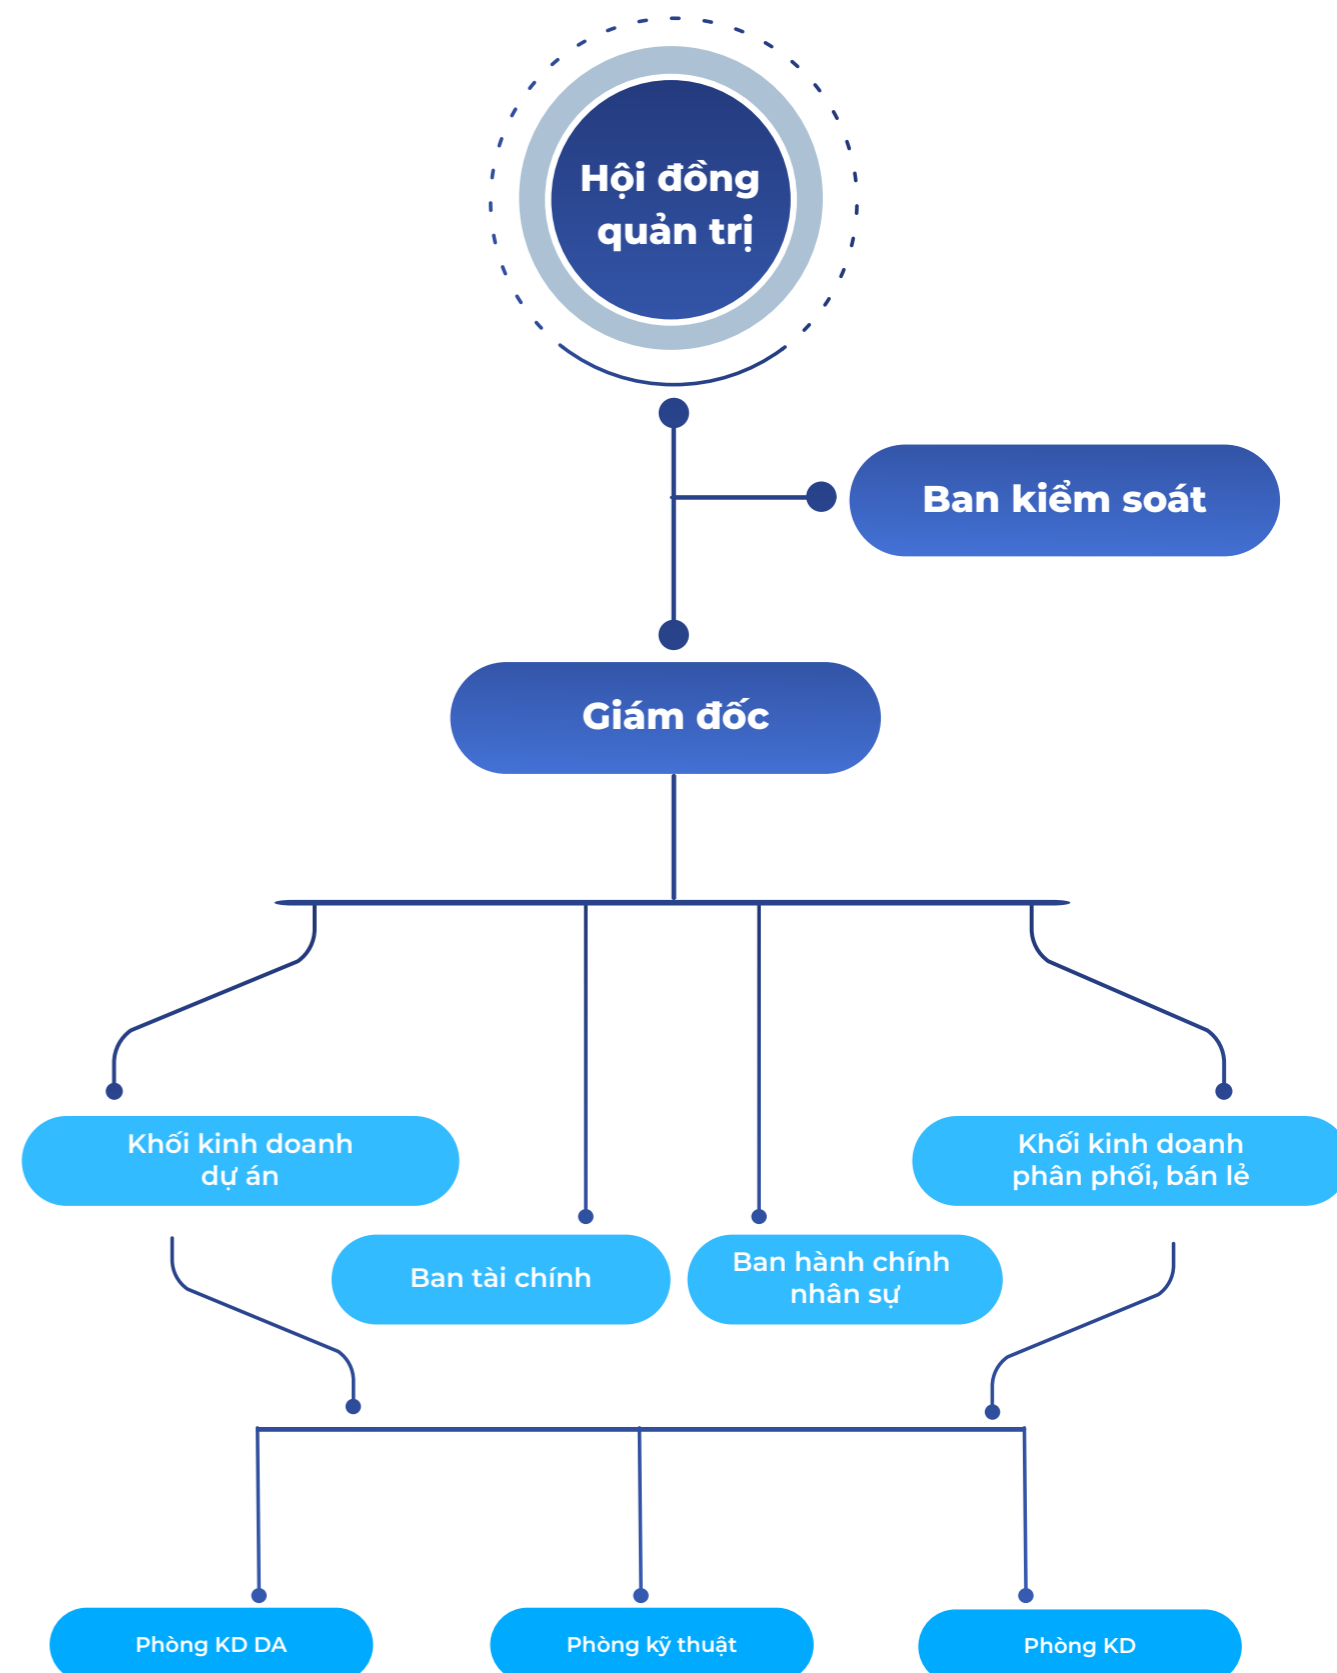 Hội đồng
quản trị
Ban kiểm soát
Giám đốc
Khối kinh doanh
dự án
Khối kinh doanh
phân phối, bán lẻ
Ban tài chính
Ban hành chính
nhân sự
Phòng KD DA
Phòng kỹ thuật
Phòng KD